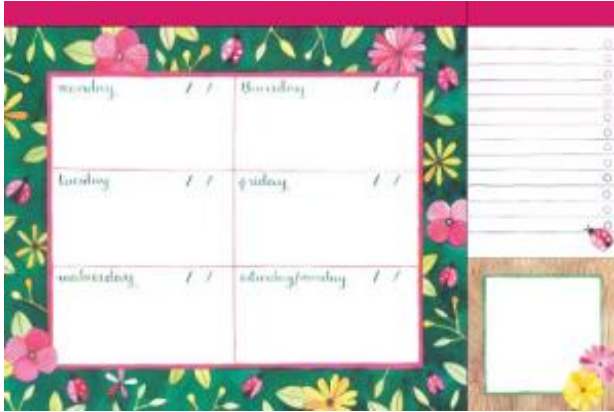 monday / /
thursday / /
tuesday / /
friday / /
wednesday / /
saturday/sunday / /